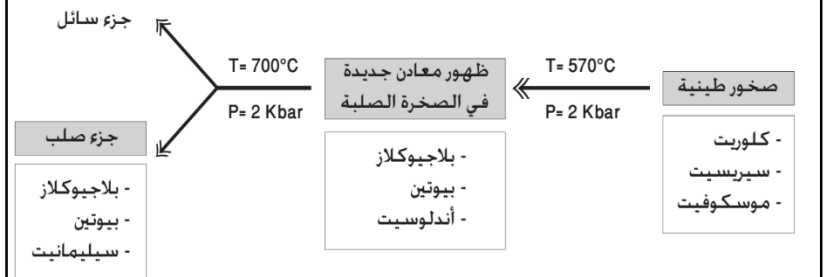 صخور طينية
- كلوريت
- سيريسيت
- موسكوفيت
T= 570°C
P= 2 Kbar
ظهور معادن جديدة
في الصخرة الصلبة
- بلاجيوكلاز
- بيوتين
- أندلوسيت
T= 700°C
P= 2 Kbar
جزء سائل
جزء صلب
- بلاجيوكلاز
- بيوتين
- سيليمانيت